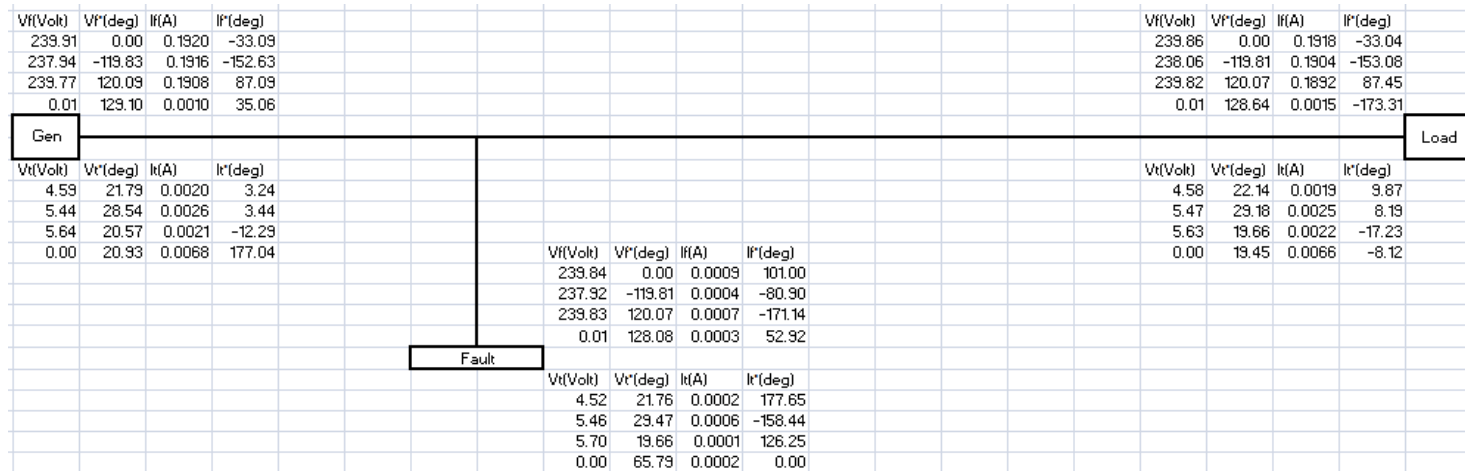 Vf(Volt) Vf*(deg) If(A) If*(deg)
239.91 0.00 0.1920 -33.09
237.94 -119.83 0.1916 -152.63
239.77 120.09 0.1908 87.09
0.01 129.10 0.0010 35.06
Vf(Volt) Vf*(deg) If(A) If*(deg)
239.86 0.00 0.1918 -33.04
238.06 -119.81 0.1904 -153.08
239.82 120.07 0.1892 87.45
0.01 128.64 0.0015 -173.31
Gen
Load
Vt(Volt) Vt*(deg) It(A) It*(deg)
4.59 21.79 0.0020 3.24
5.44 28.54 0.0026 3.44
5.64 20.57 0.0021 -12.29
0.00 20.93 0.0068 177.04
Vt(Volt) Vt*(deg) It(A) It*(deg)
4.58 22.14 0.0019 9.87
5.47 29.18 0.0025 8.19
5.63 19.66 0.0022 -17.23
0.00 19.45 0.0066 -8.12
Vf(Volt) Vf*(deg) If(A) If*(deg)
239.84 0.00 0.0009 101.00
237.92 -119.81 0.0004 -80.90
239.83 120.07 0.0007 -171.14
0.01 128.08 0.0003 52.92
Fault
Vt(Volt) Vt*(deg) It(A) It*(deg)
4.52 21.76 0.0002 177.65
5.46 29.47 0.0006 -158.44
5.70 19.66 0.0001 126.25
0.00 65.79 0.0002 0.00